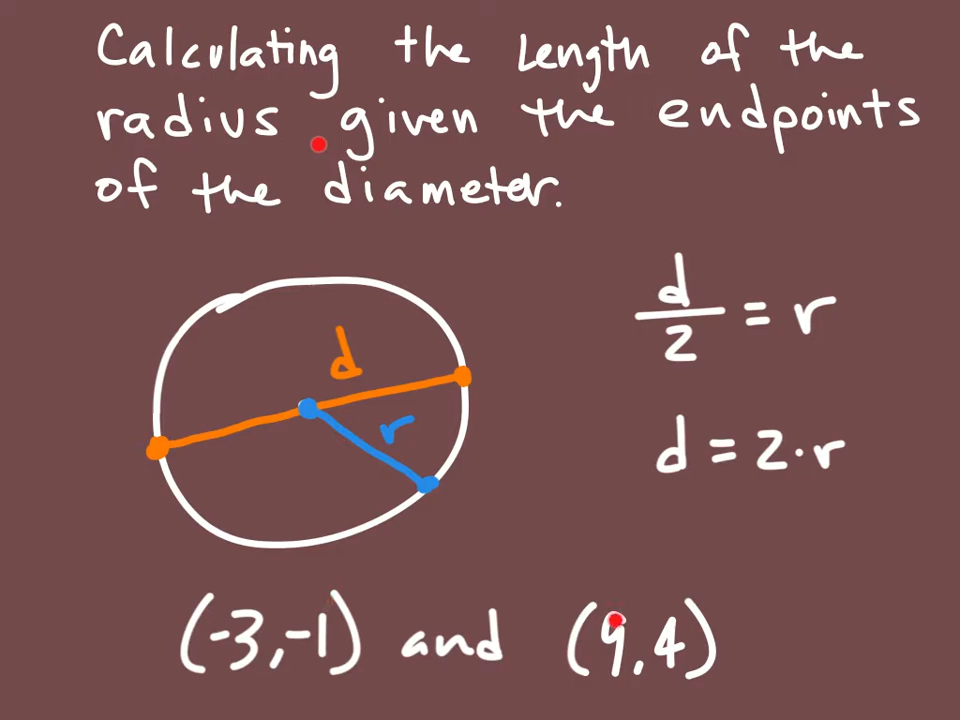 Calculating the length of the
radius given the endpoints
of the diameter.
d
d/2 = r
r
d = 2·r
(-3,-1) and (9,4)